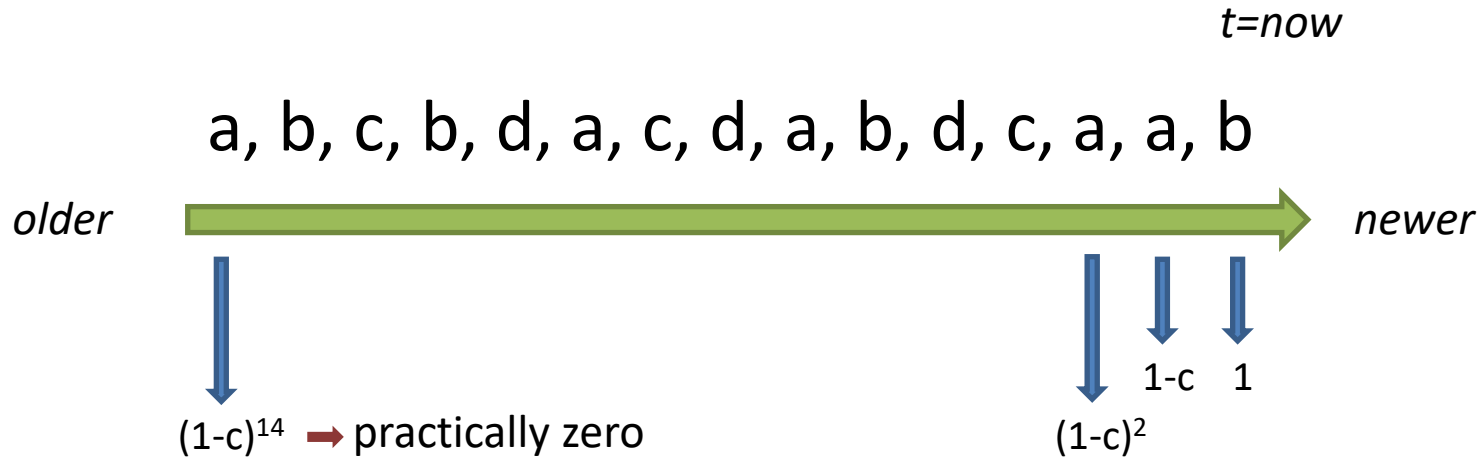 t=now
a, b, c, b, d, a, c, d, a, b, d, c, a, a, b
older
newer
1-c 1
(1-c)¹⁴ practically zero
(1-c)²